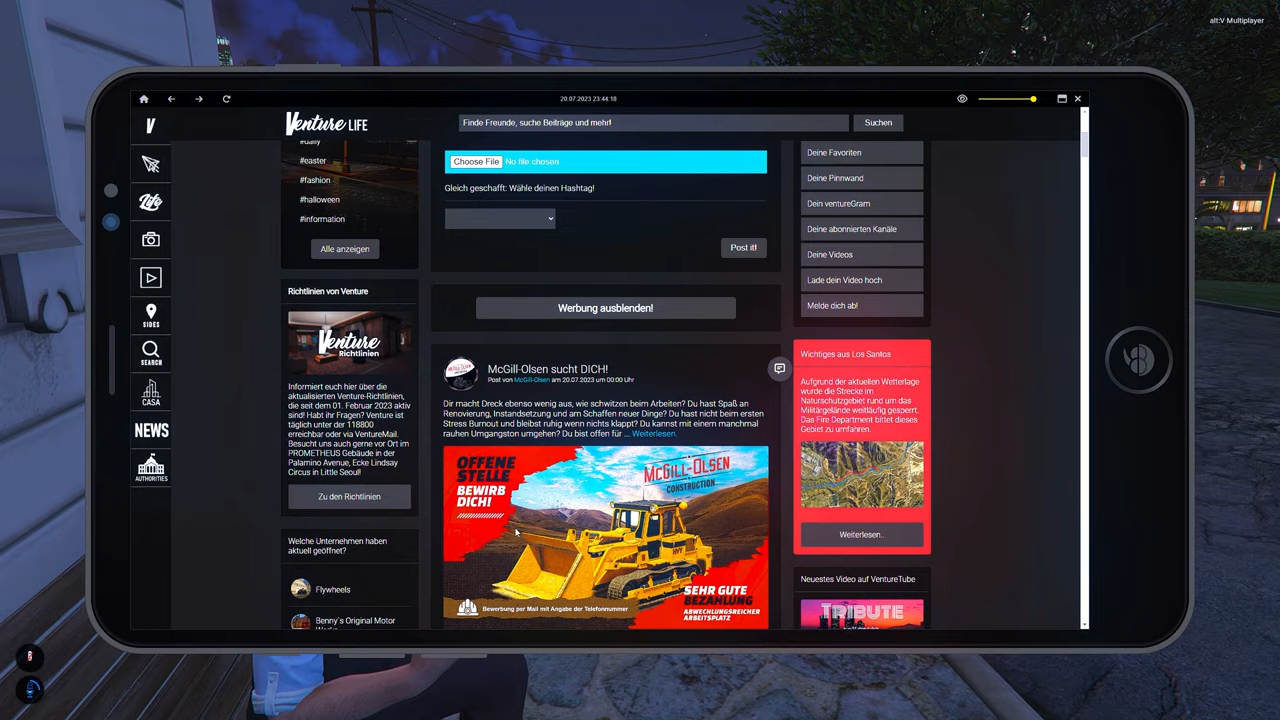 alt:V Multiplayer
20.07.2023 23:44:18
V
Venture LIFE
Finde Freunde, suche Beiträge und mehr!
Suchen
Life
SIDES
SEARCH
CASA
NEWS
AUTHORITIES
#daily
#easter
#fashion
#halloween
#information
Alle anzeigen
Richtlinien von Venture
Venture
Richtlinien
Informiert euch hier über die
aktualisierten Venture-Richtlinien,
die seit dem 01. Februar 2023 aktiv
sind! Habt ihr Fragen? Venture ist
täglich unter der 118800
erreichbar oder via VentureMail.
Besucht uns auch gerne vor Ort im
PROMETHEUS Gebäude in der
Palamino Avenue, Ecke Lindsay
Circus in Little Seoul!
Zu den Richtlinien
Welche Unternehmen haben
aktuell geöffnet?
Flywheels
Benny´s Original Motor
Choose File No file chosen
Gleich geschafft: Wähle deinen Hashtag!
Post it!
Werbung ausblenden!
McGill-Olsen sucht DICH!
Post von McGill-Olsen am 20.07.2023 um 00:00 Uhr
Dir macht Dreck ebenso wenig aus, wie schwitzen beim Arbeiten? Du hast Spaß an
Renovierung, Instandsetzung und am Schaffen neuer Dinge? Du hast nicht beim ersten
Stress Burnout und bleibst ruhig wenn nichts klappt? Du kannst mit einem manchmal
rauhen Umgangston umgehen? Du bist offen für ... Weiterlesen.
OFFENE
STELLE
BEWIRB
DICH!
McGILL-OLSEN
CONSTRUCTION
HVY
SEHR GUTE
BEZAHLUNG
ABWECHLUNGSREICHER
ARBEITSPLATZ
Bewerbung per Mail mit Angabe der Telefonnummer
Deine Favoriten
Deine Pinnwand
Dein ventureGram
Deine abonnierten Kanäle
Deine Videos
Lade dein Video hoch
Melde dich ab!
Wichtiges aus Los Santos
Aufgrund der aktuellen Wetterlage
wurde die Strecke im
Naturschutzgebiet rund um das
Militärgelände weitläufig gesperrt.
Das Fire Department bittet dieses
Gebiet zu umfahren.
Weiterlesen..
Neuestes Video auf VentureTube
TRIBUTE